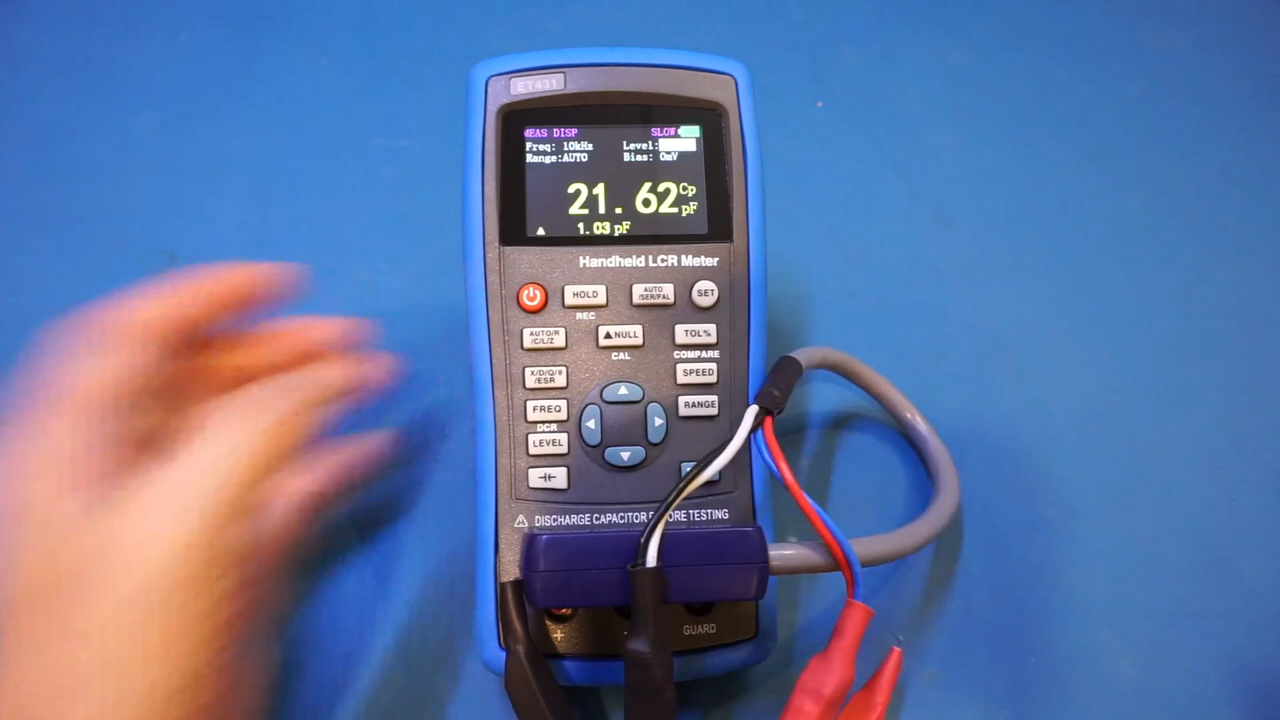 ET431
MEAS DISP SLOW
Freq: 10kHz Level:
Range:AUTO Bias: 0mV
21.62 Cp
pF
▲ 1.03 pF
Handheld LCR Meter
HOLD
AUTO
/SER/PAL
SET
REC
AUTO/R
/C/L/Z
▲NULL
TOL%
CAL
COMPARE
X/D/Q/θ
/ESR
SPEED
FREQ
RANGE
DCR
LEVEL
DISCHARGE CAPACITOR TESTING
+
GUARD